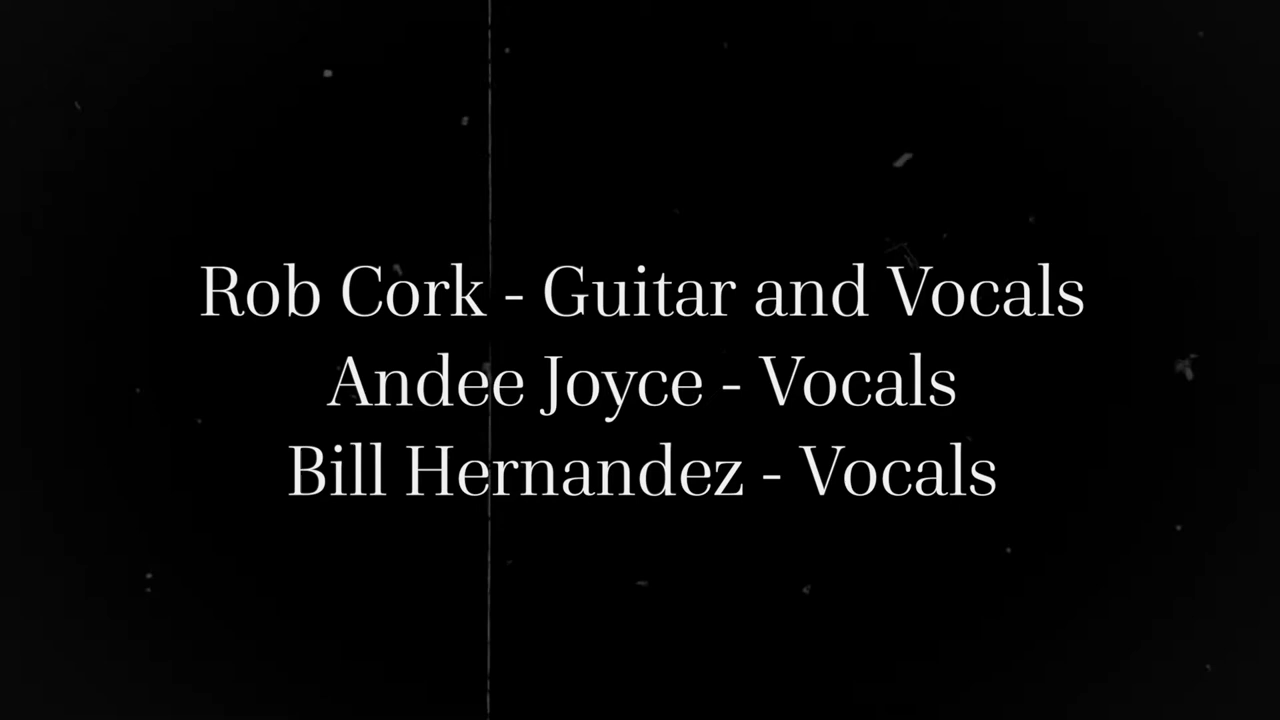 Rob Cork - Guitar and Vocals
Andee Joyce - Vocals
Bill Hernandez - Vocals